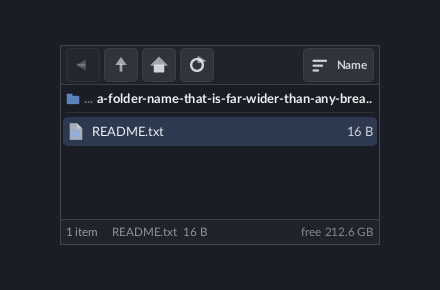 Name
... a-folder-name-that-is-far-wider-than-any-brea..
README.txt 16 B
1 item README.txt 16 B free 212.6 GB